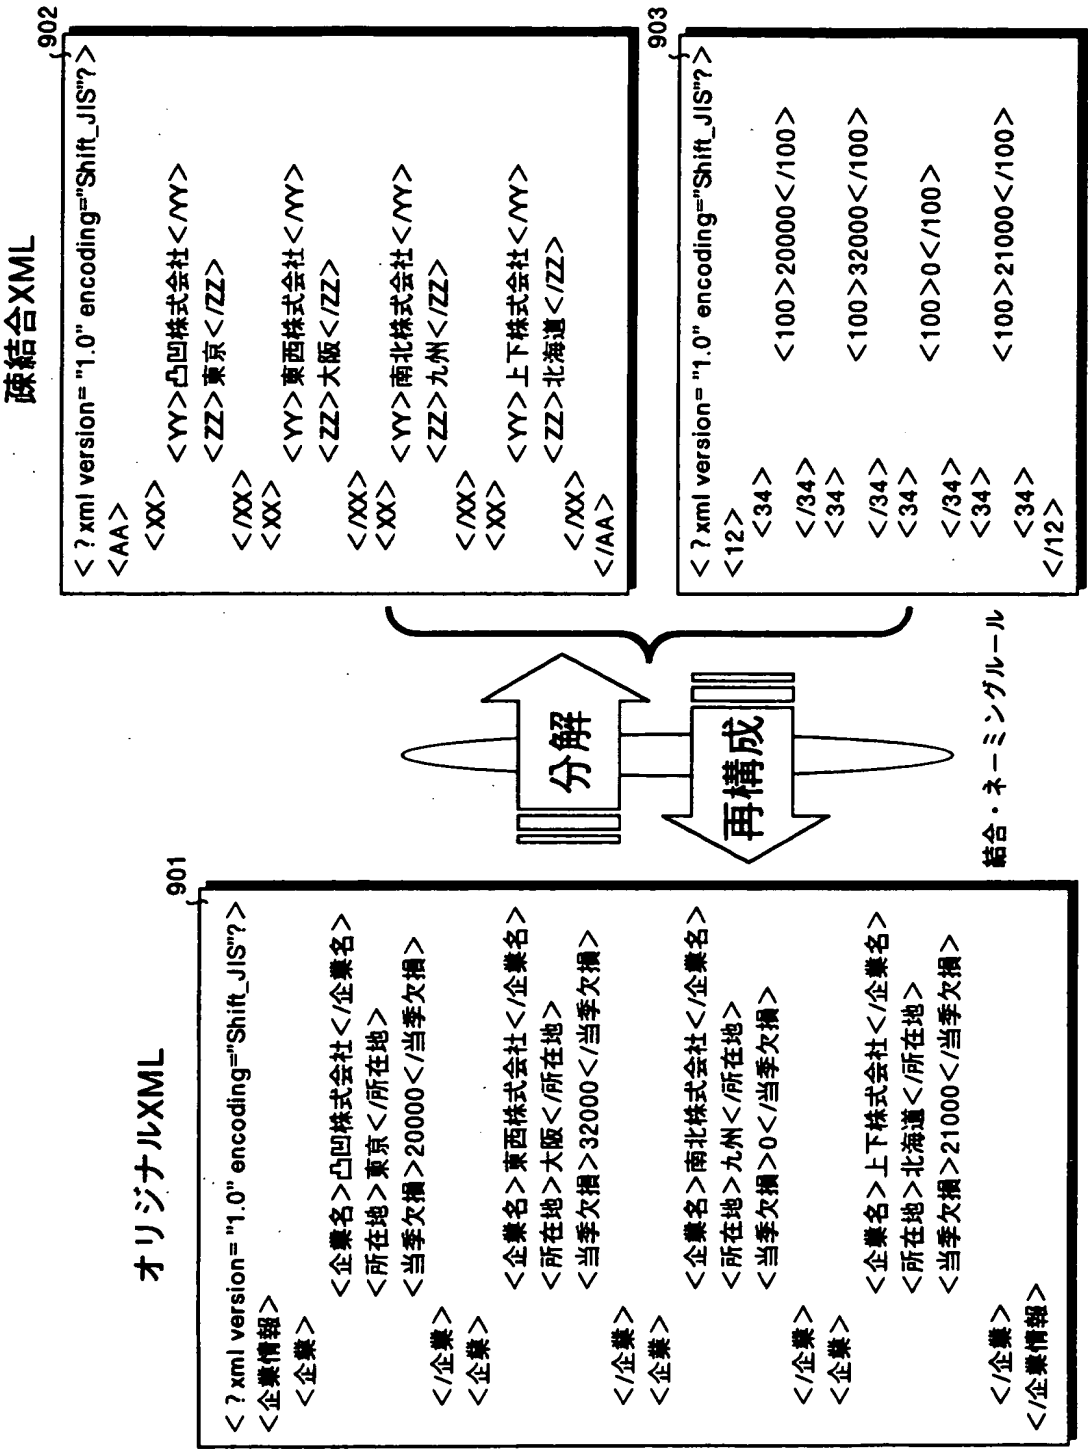 オリジナルXML
901
<?xml version="1.0" encoding="Shift_JIS"?>
<企業情報>
<企業>
<企業名>凸凹株式会社</企業名>
<所在地>東京</所在地>
<当季欠損>20000</当季欠損>
</企業>
<企業>
<企業名>東西株式会社</企業名>
<所在地>大阪</所在地>
<当季欠損>32000</当季欠損>
</企業>
<企業>
<企業名>南北株式会社</企業名>
<所在地>九州</所在地>
<当季欠損>0</当季欠損>
</企業>
<企業>
<企業名>上下株式会社</企業名>
<所在地>北海道</所在地>
<当季欠損>21000</当季欠損>
</企業>
</企業情報>
分解
再構成
結合・ネーミングルール
疎結合XML
902
<?xml version="1.0" encoding="Shift_JIS"?>
<AA>
<XX>
<YY>凸凹株式会社</YY>
<ZZ>東京</ZZ>
</XX>
<XX>
<YY>東西株式会社</YY>
<ZZ>大阪</ZZ>
</XX>
<XX>
<YY>南北株式会社</YY>
<ZZ>九州</ZZ>
</XX>
<XX>
<YY>上下株式会社</YY>
<ZZ>北海道</ZZ>
</XX>
</AA>
903
<?xml version="1.0" encoding="Shift_JIS"?>
<12>
<34>
<100>20000</100>
</34>
<34>
<100>32000</100>
</34>
<34>
<100>0</100>
</34>
<34>
<100>21000</100>
<34>
</12>